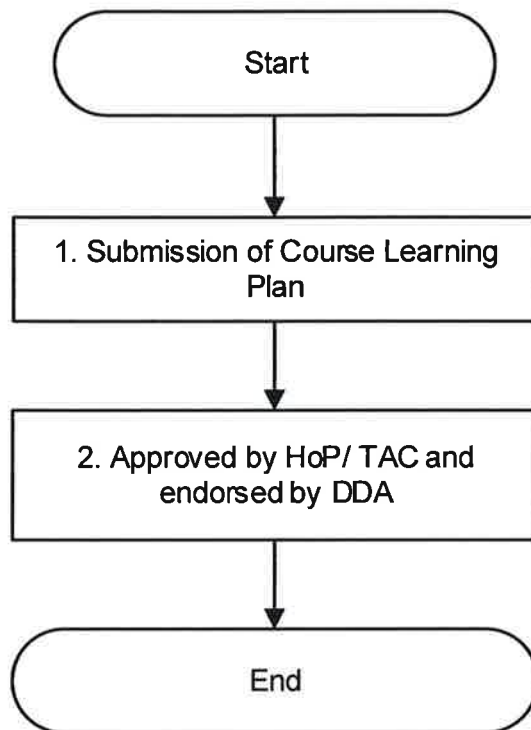 Start
1. Submission of Course Learning
Plan
2. Approved by HoP/ TAC and
endorsed by DDA
End